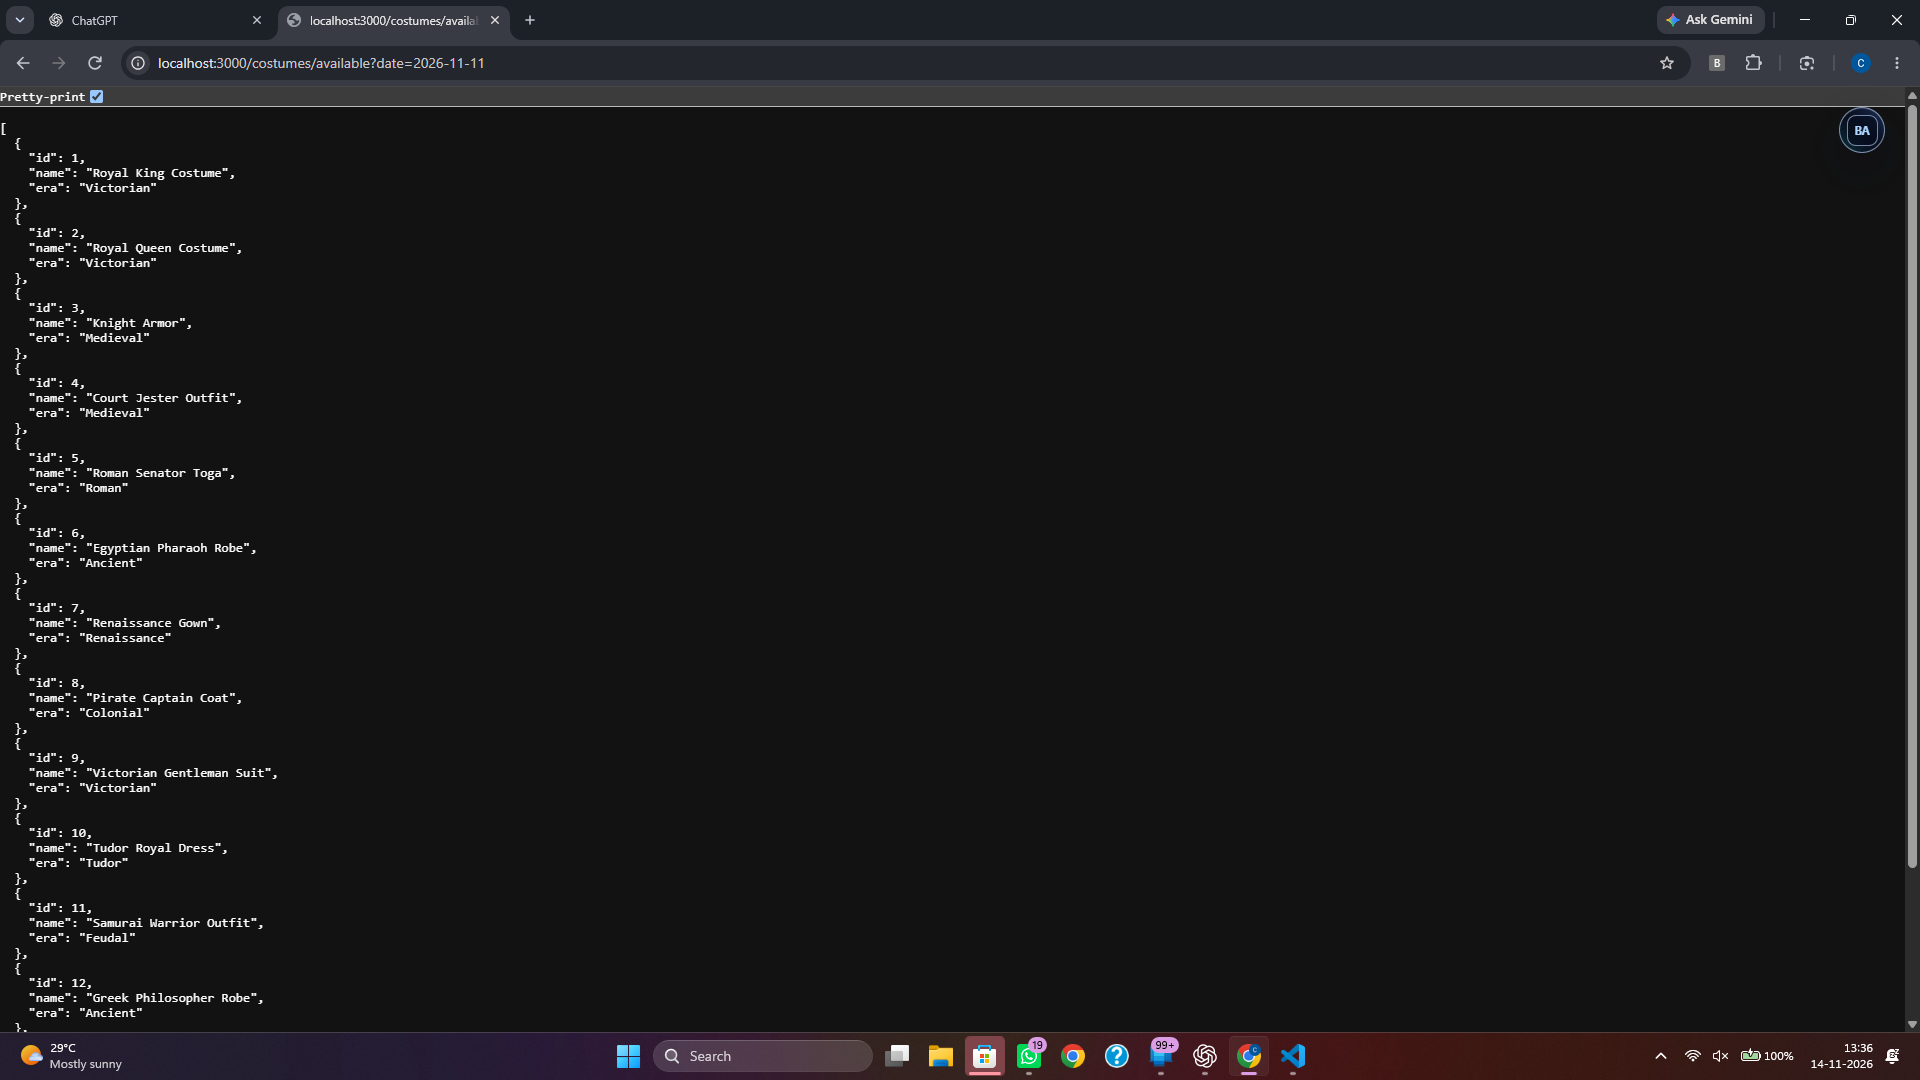 ChatGPT
localhost:3000/costumes/availa
Ask Gemini
localhost:3000/costumes/available?date=2026-11-11
B
C
Pretty-print
BA
[
{
"id": 1,
"name": "Royal King Costume",
"era": "Victorian"
},
{
"id": 2,
"name": "Royal Queen Costume",
"era": "Victorian"
},
{
"id": 3,
"name": "Knight Armor",
"era": "Medieval"
},
{
"id": 4,
"name": "Court Jester Outfit",
"era": "Medieval"
},
{
"id": 5,
"name": "Roman Senator Toga",
"era": "Roman"
},
{
"id": 6,
"name": "Egyptian Pharaoh Robe",
"era": "Ancient"
},
{
"id": 7,
"name": "Renaissance Gown",
"era": "Renaissance"
},
{
"id": 8,
"name": "Pirate Captain Coat",
"era": "Colonial"
},
{
"id": 9,
"name": "Victorian Gentleman Suit",
"era": "Victorian"
},
{
"id": 10,
"name": "Tudor Royal Dress",
"era": "Tudor"
},
{
"id": 11,
"name": "Samurai Warrior Outfit",
"era": "Feudal"
},
{
"id": 12,
"name": "Greek Philosopher Robe",
"era": "Ancient"
},
29°C
Mostly sunny
Search
19
99+
C
100%
13:36
14-11-2026